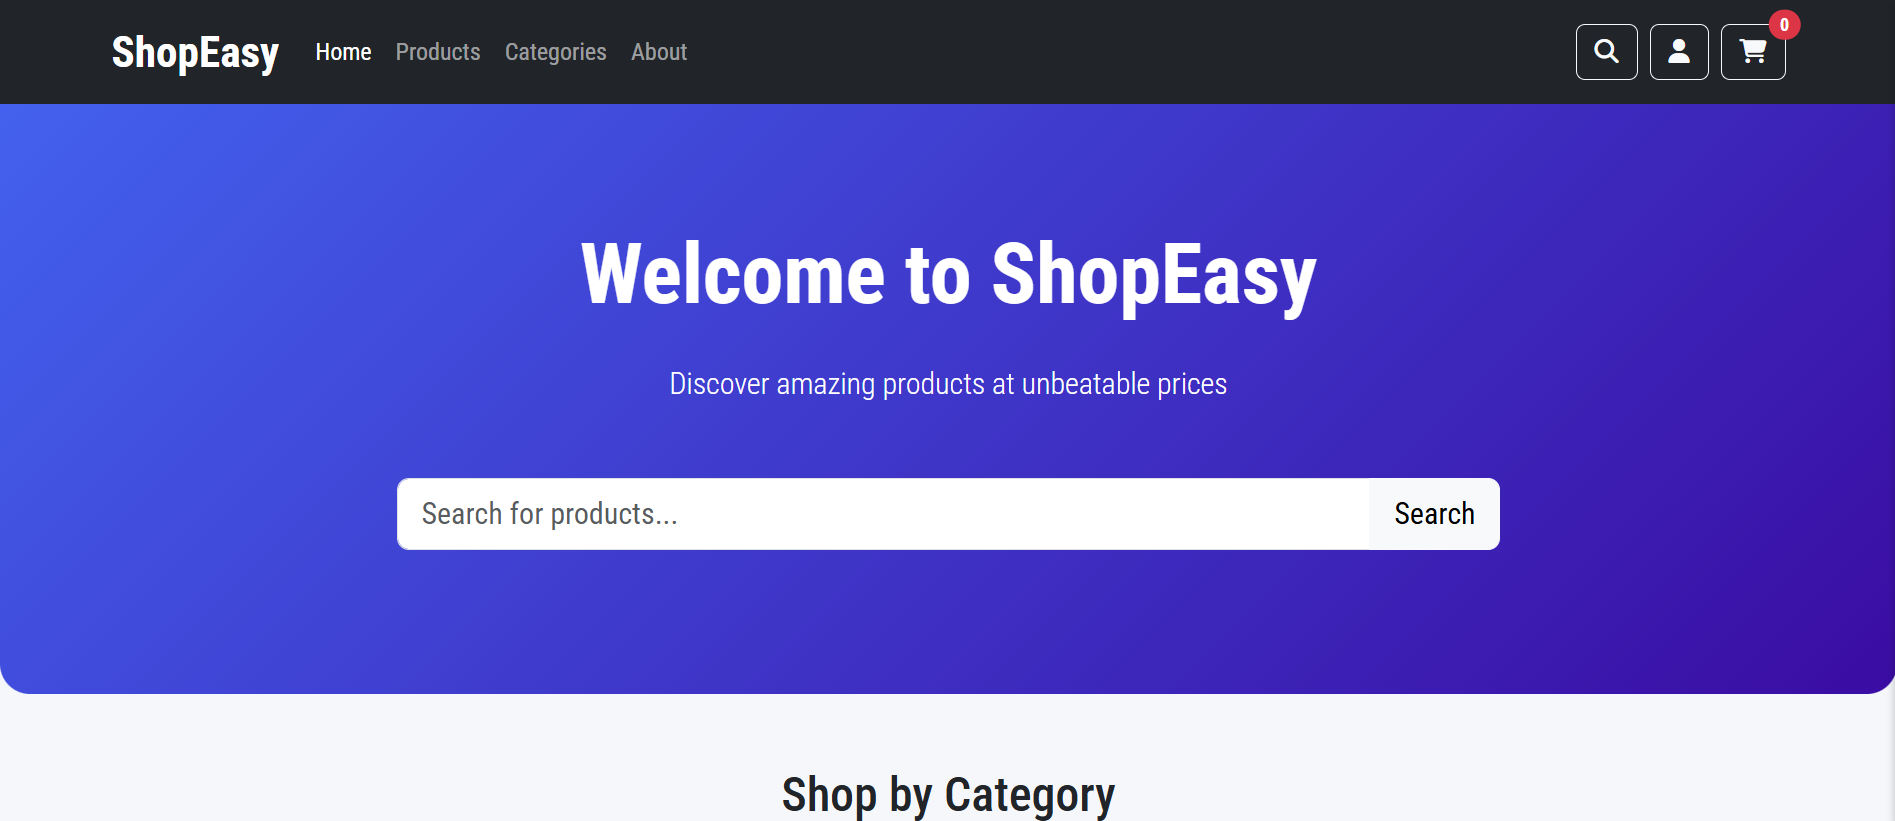 ShopEasy Home Products Categories About 0
Welcome to ShopEasy
Discover amazing products at unbeatable prices
Search for products... Search
Shop by Category